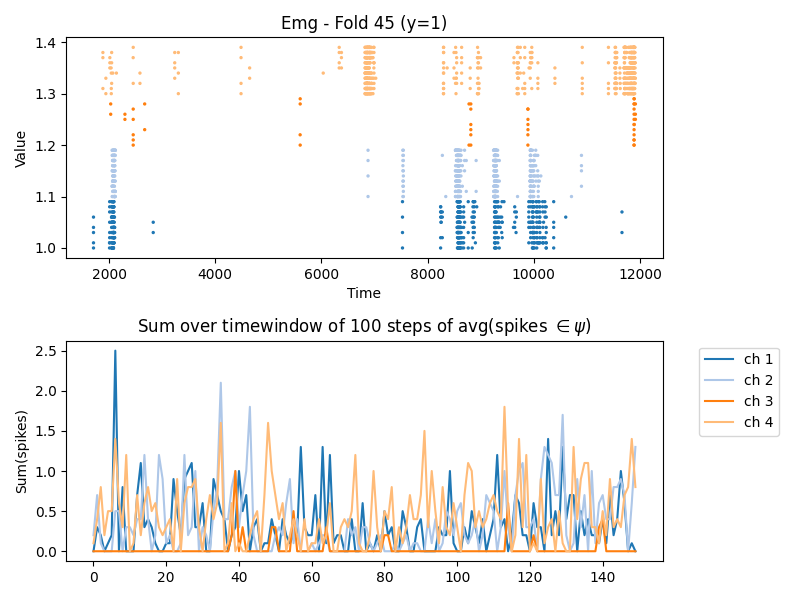 Emg - Fold 45 (y=1)
1.4
1.3
1.2
1.1
1.0
Value
2000 4000 6000 8000 10000 12000
Time
Sum over timewindow of 100 steps of avg(spikes ∈ ψ)
2.5
2.0
1.5
1.0
0.5
0.0
Sum(spikes)
0 20 40 60 80 100 120 140
ch 1
ch 2
ch 3
ch 4